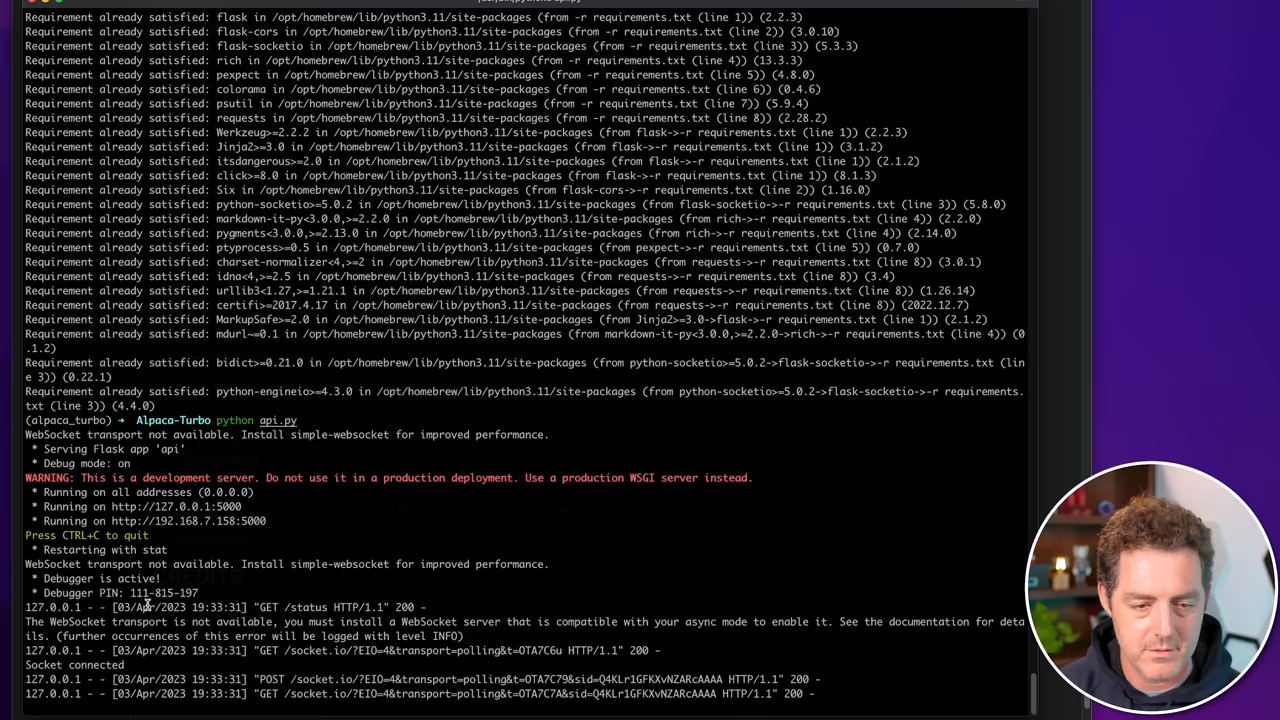 Requirement already satisfied: flask in /opt/homebrew/lib/python3.11/site-packages (from -r requirements.txt (line 1)) (2.2.3)
Requirement already satisfied: flask-cors in /opt/homebrew/lib/python3.11/site-packages (from -r requirements.txt (line 2)) (3.0.10)
Requirement already satisfied: flask-socketio in /opt/homebrew/lib/python3.11/site-packages (from -r requirements.txt (line 3)) (5.3.3)
Requirement already satisfied: rich in /opt/homebrew/lib/python3.11/site-packages (from -r requirements.txt (line 4)) (13.3.3)
Requirement already satisfied: pexpect in /opt/homebrew/lib/python3.11/site-packages (from -r requirements.txt (line 5)) (4.8.0)
Requirement already satisfied: colorama in /opt/homebrew/lib/python3.11/site-packages (from -r requirements.txt (line 6)) (0.4.6)
Requirement already satisfied: psutil in /opt/homebrew/lib/python3.11/site-packages (from -r requirements.txt (line 7)) (5.9.4)
Requirement already satisfied: requests in /opt/homebrew/lib/python3.11/site-packages (from -r requirements.txt (line 8)) (2.28.2)
Requirement already satisfied: Werkzeug>=2.2.2 in /opt/homebrew/lib/python3.11/site-packages (from flask->-r requirements.txt (line 1)) (2.2.3)
Requirement already satisfied: Jinja2>=3.0 in /opt/homebrew/lib/python3.11/site-packages (from flask->-r requirements.txt (line 1)) (3.1.2)
Requirement already satisfied: itsdangerous>=2.0 in /opt/homebrew/lib/python3.11/site-packages (from flask->-r requirements.txt (line 1)) (2.1.2)
Requirement already satisfied: click>=8.0 in /opt/homebrew/lib/python3.11/site-packages (from flask->-r requirements.txt (line 1)) (8.1.3)
Requirement already satisfied: Six in /opt/homebrew/lib/python3.11/site-packages (from flask-cors->-r requirements.txt (line 2)) (1.16.0)
Requirement already satisfied: python-socketio>=5.0.2 in /opt/homebrew/lib/python3.11/site-packages (from flask-socketio->-r requirements.txt (line 3)) (5.8.0)
Requirement already satisfied: markdown-it-py<3.0.0,>=2.2.0 in /opt/homebrew/lib/python3.11/site-packages (from rich->-r requirements.txt (line 4)) (2.2.0)
Requirement already satisfied: pygments<3.0.0,>=2.13.0 in /opt/homebrew/lib/python3.11/site-packages (from rich->-r requirements.txt (line 4)) (2.14.0)
Requirement already satisfied: ptyprocess>=0.5 in /opt/homebrew/lib/python3.11/site-packages (from pexpect->-r requirements.txt (line 5)) (0.7.0)
Requirement already satisfied: charset-normalizer<4,>=2 in /opt/homebrew/lib/python3.11/site-packages (from requests->-r requirements.txt (line 8)) (3.0.1)
Requirement already satisfied: idna<4,>=2.5 in /opt/homebrew/lib/python3.11/site-packages (from requests->-r requirements.txt (line 8)) (3.4)
Requirement already satisfied: urllib3<1.27,>=1.21.1 in /opt/homebrew/lib/python3.11/site-packages (from requests->-r requirements.txt (line 8)) (1.26.14)
Requirement already satisfied: certifi>=2017.4.17 in /opt/homebrew/lib/python3.11/site-packages (from requests->-r requirements.txt (line 8)) (2022.12.7)
Requirement already satisfied: MarkupSafe>=2.0 in /opt/homebrew/lib/python3.11/site-packages (from Jinja2>=3.0->flask->-r requirements.txt (line 1)) (2.1.2)
Requirement already satisfied: mdurl~=0.1 in /opt/homebrew/lib/python3.11/site-packages (from markdown-it-py<3.0.0,>=2.2.0->rich->-r requirements.txt (line 4)) (0
.1.2)
Requirement already satisfied: bidict>=0.21.0 in /opt/homebrew/lib/python3.11/site-packages (from python-socketio>=5.0.2->flask-socketio->-r requirements.txt (lin
e 3)) (0.22.1)
Requirement already satisfied: python-engineio>=4.3.0 in /opt/homebrew/lib/python3.11/site-packages (from python-socketio>=5.0.2->flask-socketio->-r requirements.
txt (line 3)) (4.4.0)
(alpaca_turbo) → Alpaca-Turbo python api.py
WebSocket transport not available. Install simple-websocket for improved performance.
* Serving Flask app 'api'
* Debug mode: on
WARNING: This is a development server. Do not use it in a production deployment. Use a production WSGI server instead.
* Running on all addresses (0.0.0.0)
* Running on http://127.0.0.1:5000
* Running on http://192.168.7.158:5000
Press CTRL+C to quit
* Restarting with stat
WebSocket transport not available. Install simple-websocket for improved performance.
* Debugger is active!
* Debugger PIN: 111-815-197
127.0.0.1 - - [03/Apr/2023 19:33:31] "GET /status HTTP/1.1" 200 -
The WebSocket transport is not available, you must install a WebSocket server that is compatible with your async mode to enable it. See the documentation for deta
ils. (further occurrences of this error will be logged with level INFO)
127.0.0.1 - - [03/Apr/2023 19:33:31] "GET /socket.io/?EIO=4&transport=polling&t=OTA7C6u HTTP/1.1" 200 -
Socket connected
127.0.0.1 - - [03/Apr/2023 19:33:31] "POST /socket.io/?EIO=4&transport=polling&t=OTA7C79&sid=Q4KLr1GFKXvNZARcAAAA HTTP/1.1" 200 -
127.0.0.1 - - [03/Apr/2023 19:33:31] "GET /socket.io/?EIO=4&transport=polling&t=OTA7C7A&sid=Q4KLr1GFKXvNZARcAAAA HTTP/1.1" 200 -